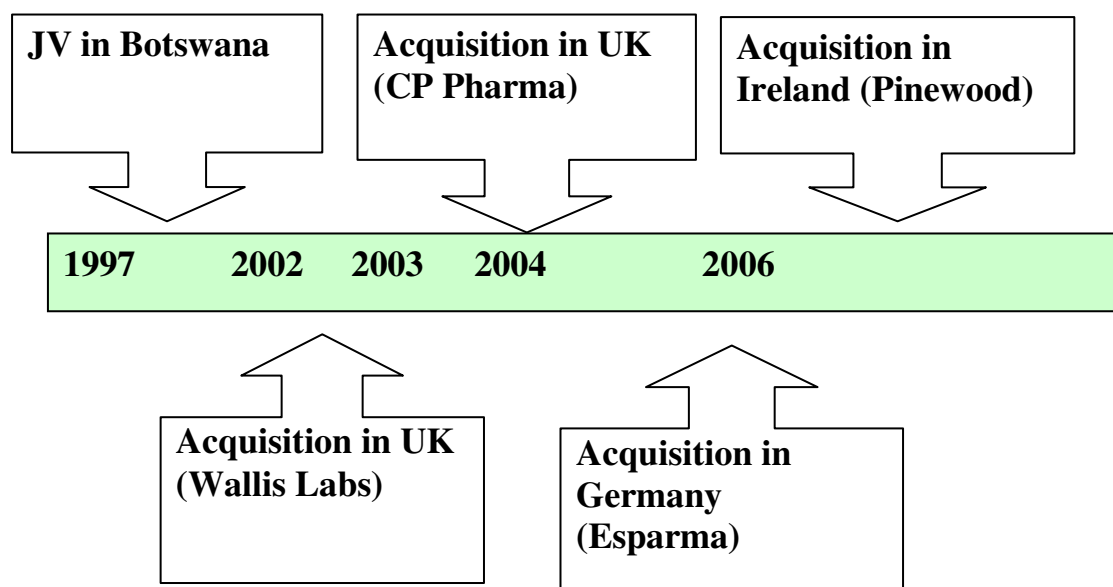 JV in Botswana
Acquisition in UK
(CP Pharma)
Acquisition in
Ireland (Pinewood)
1997 2002 2003 2004 2006
Acquisition in UK
(Wallis Labs)
Acquisition in
Germany
(Esparma)